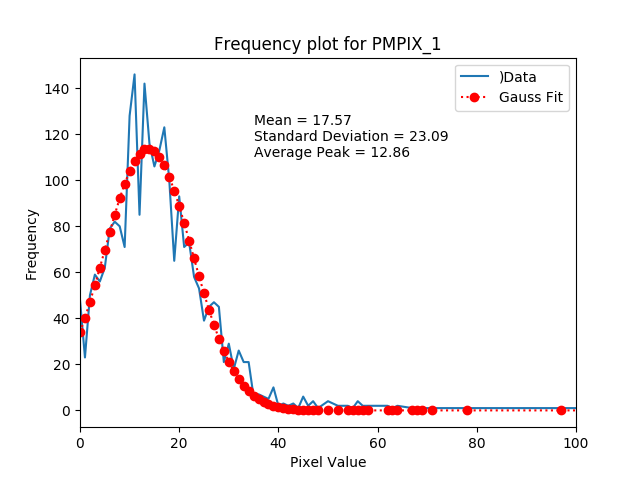 Frequency plot for PMPIX_1
)Data
Gauss Fit
Mean = 17.57
Standard Deviation = 23.09
Average Peak = 12.86
Frequency
140
120
100
80
60
40
20
0
0 20 40 60 80 100
Pixel Value